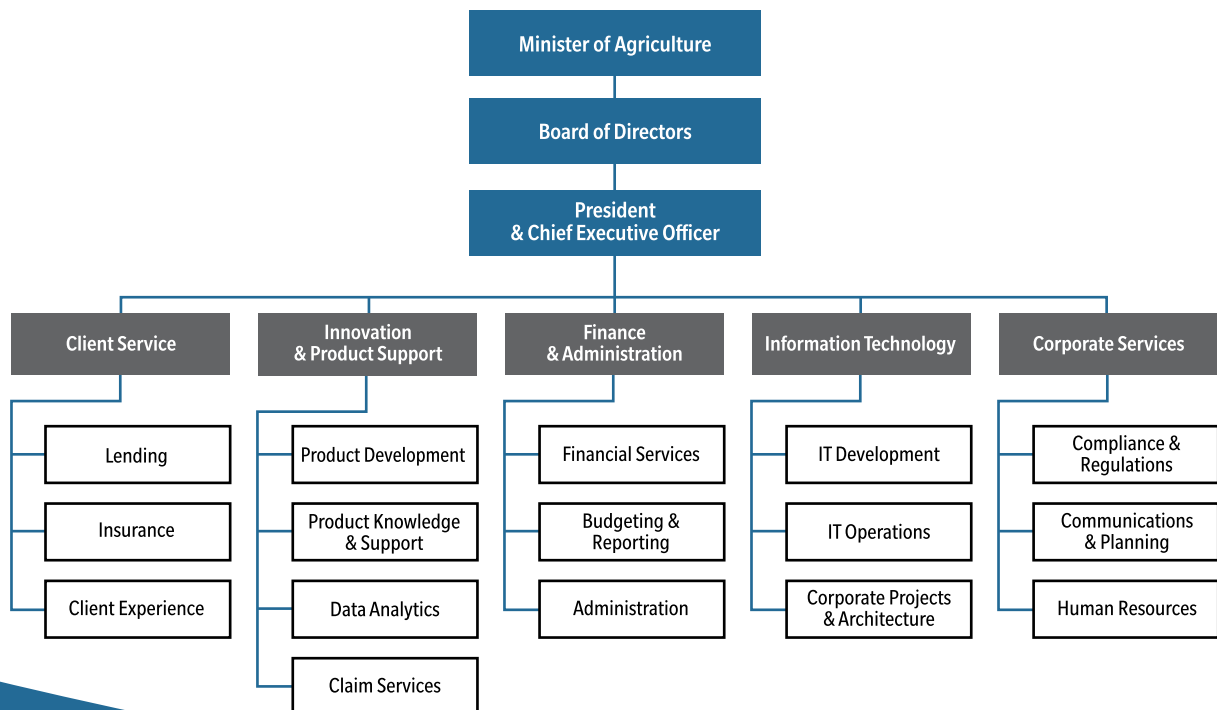 Minister of Agriculture
Board of Directors
President
& Chief Executive Officer
Client Service
Innovation
& Product Support
Finance
& Administration
Information Technology
Corporate Services
Lending
Insurance
Client Experience
Product Development
Product Knowledge
& Support
Data Analytics
Claim Services
Financial Services
Budgeting &
Reporting
Administration
IT Development
IT Operations
Corporate Projects
& Architecture
Compliance &
Regulations
Communications
& Planning
Human Resources